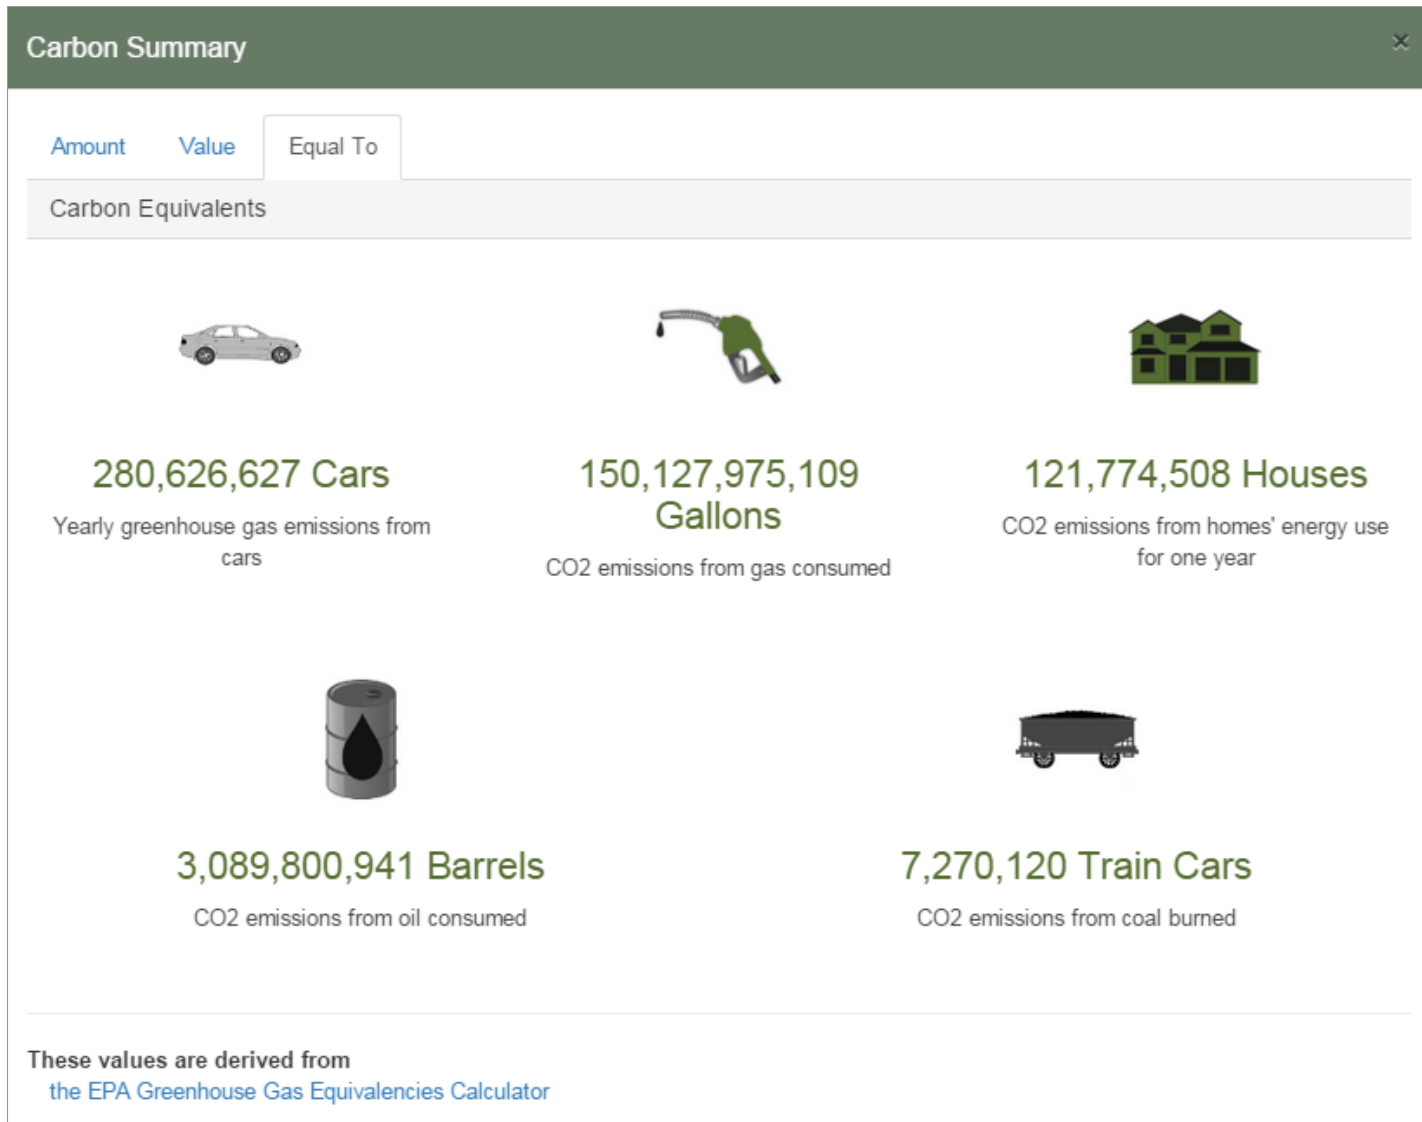 Carbon Summary
×
Amount Value Equal To
Carbon Equivalents
280,626,627 Cars
Yearly greenhouse gas emissions from
cars
150,127,975,109
Gallons
CO2 emissions from gas consumed
121,774,508 Houses
CO2 emissions from homes' energy use
for one year
3,089,800,941 Barrels
CO2 emissions from oil consumed
7,270,120 Train Cars
CO2 emissions from coal burned
These values are derived from
the EPA Greenhouse Gas Equivalencies Calculator